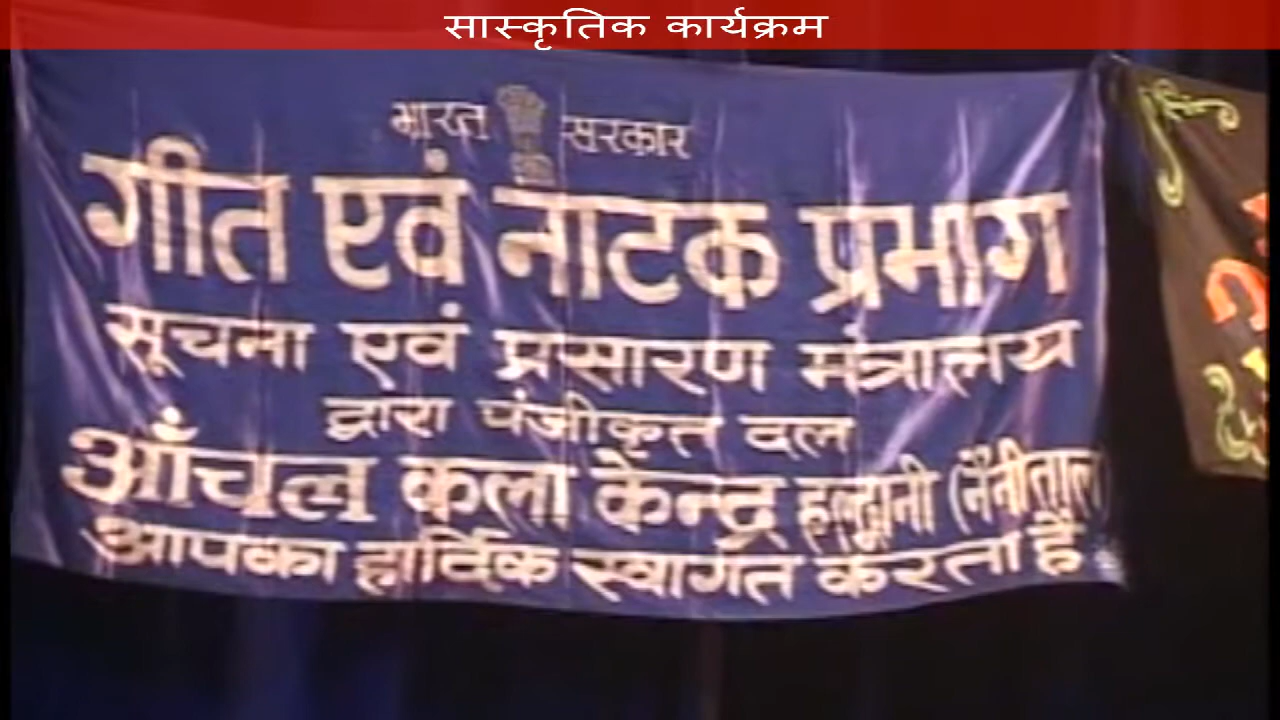 सास्कृतिक कार्यक्रम
भारत सरकार
गीत एवं नाटक प्रभाग
सूचना एवं प्रसारण मंत्रालय
द्वारा पंजीकृत दल
आँचल कला केन्द्र हल्द्वानी (नैनीताल)
आपका हार्दिक स्वागत करता है